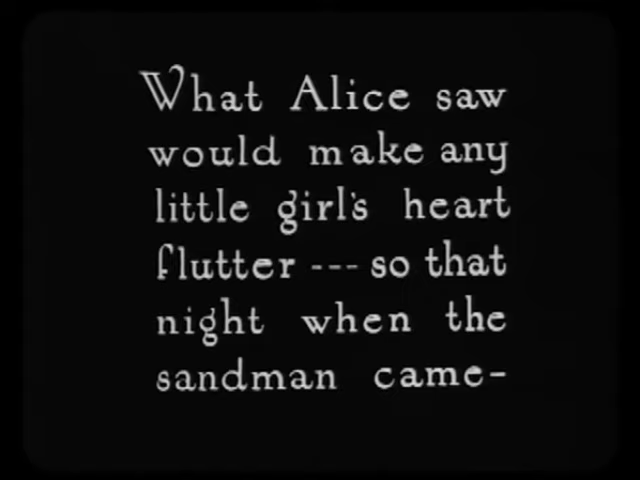 What Alice saw
would make any
little girl's heart
flutter --- so that
night when the
sandman came-